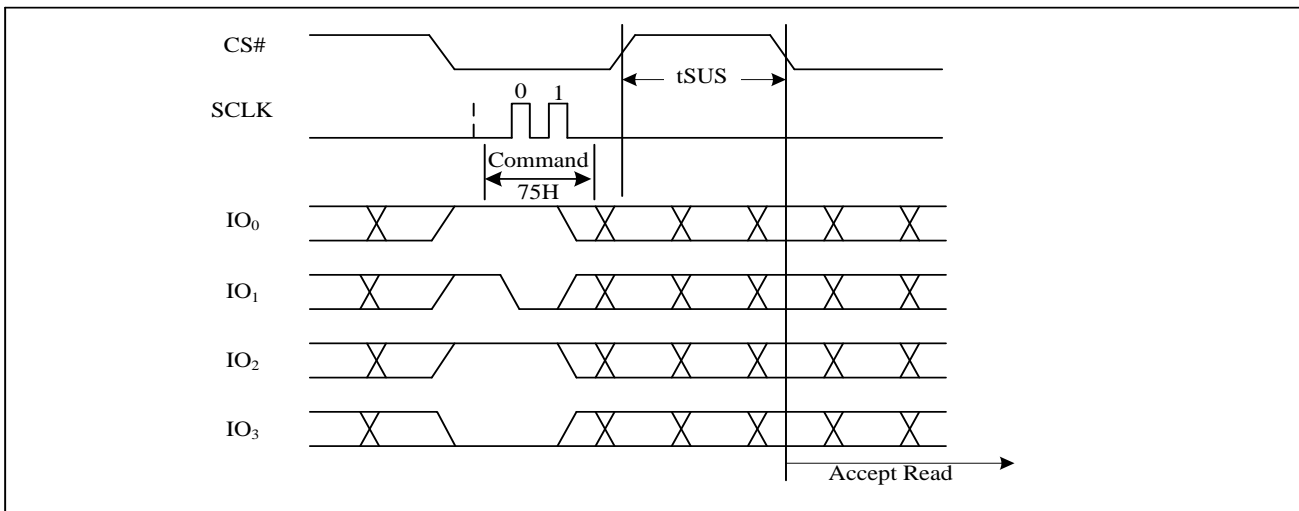 CS#
tSUS
SCLK
0 1
Command
75H
IO₀
IO₁
IO₂
IO₃
Accept Read